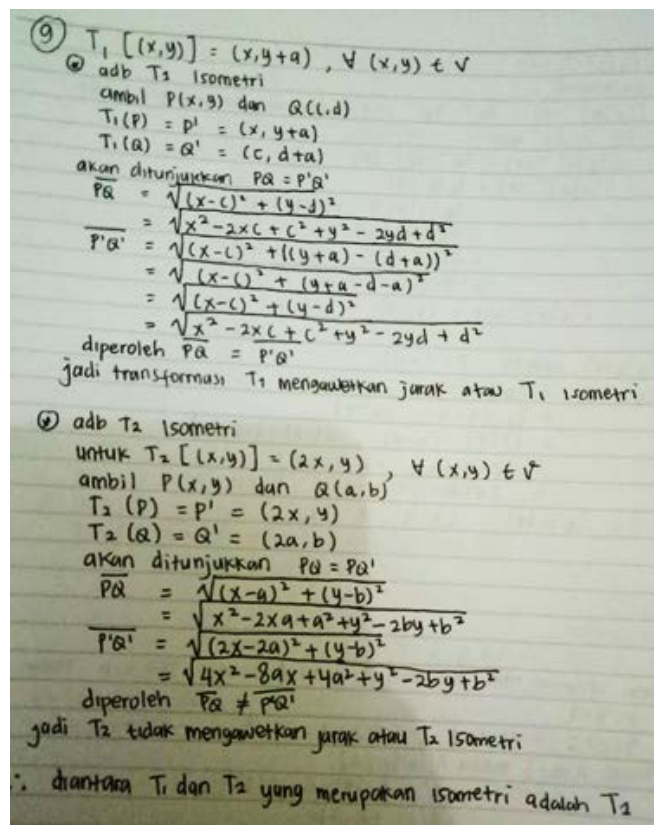 ⑨ T₁ [(x,y)] = (x,y+a) , ∀ (x,y) ∈ V
adb T₁ Isometri
ambil P(x,y) dan Q(c,d)
T₁(P) = P' = (x, y+a)
T₁(Q) = Q' = (c, d+a)
akan ditunjukkan PQ = P'Q'
PQ = √(x-c)² + (y-d)²
= √x² - 2xc + c² + y² - 2yd + d²
P'Q' = √(x-c)² + ((y+a) - (d+a))²
= √(x-c)² + (y+a-d-a)²
= √(x-c)² + (y-d)²
= √x² - 2xc + c² + y² - 2yd + d²
diperoleh PQ = P'Q'
jadi transformasi T₁ mengawetkan jarak atau T₁ isometri
adb T₂ Isometri
untuk T₂ [(x,y)] = (2x, y) , ∀ (x,y) ∈ V
ambil P(x,y) dan Q(a,b)
T₂ (P) = P' = (2x, y)
T₂ (Q) = Q' = (2a, b)
akan ditunjukkan PQ = PQ'
PQ = √(x-a)² + (y-b)²
= √x² - 2xa + a² + y² - 2by + b²
P'Q' = √(2x-2a)² + (y-b)²
= √4x² - 8ax + 4a² + y² - 2by + b²
diperoleh PQ ≠ P'Q'
jadi T₂ tidak mengawetkan jarak atau T₂ Isometri
∴ diantara T₁ dan T₂ yang merupakan isometri adalah T₁